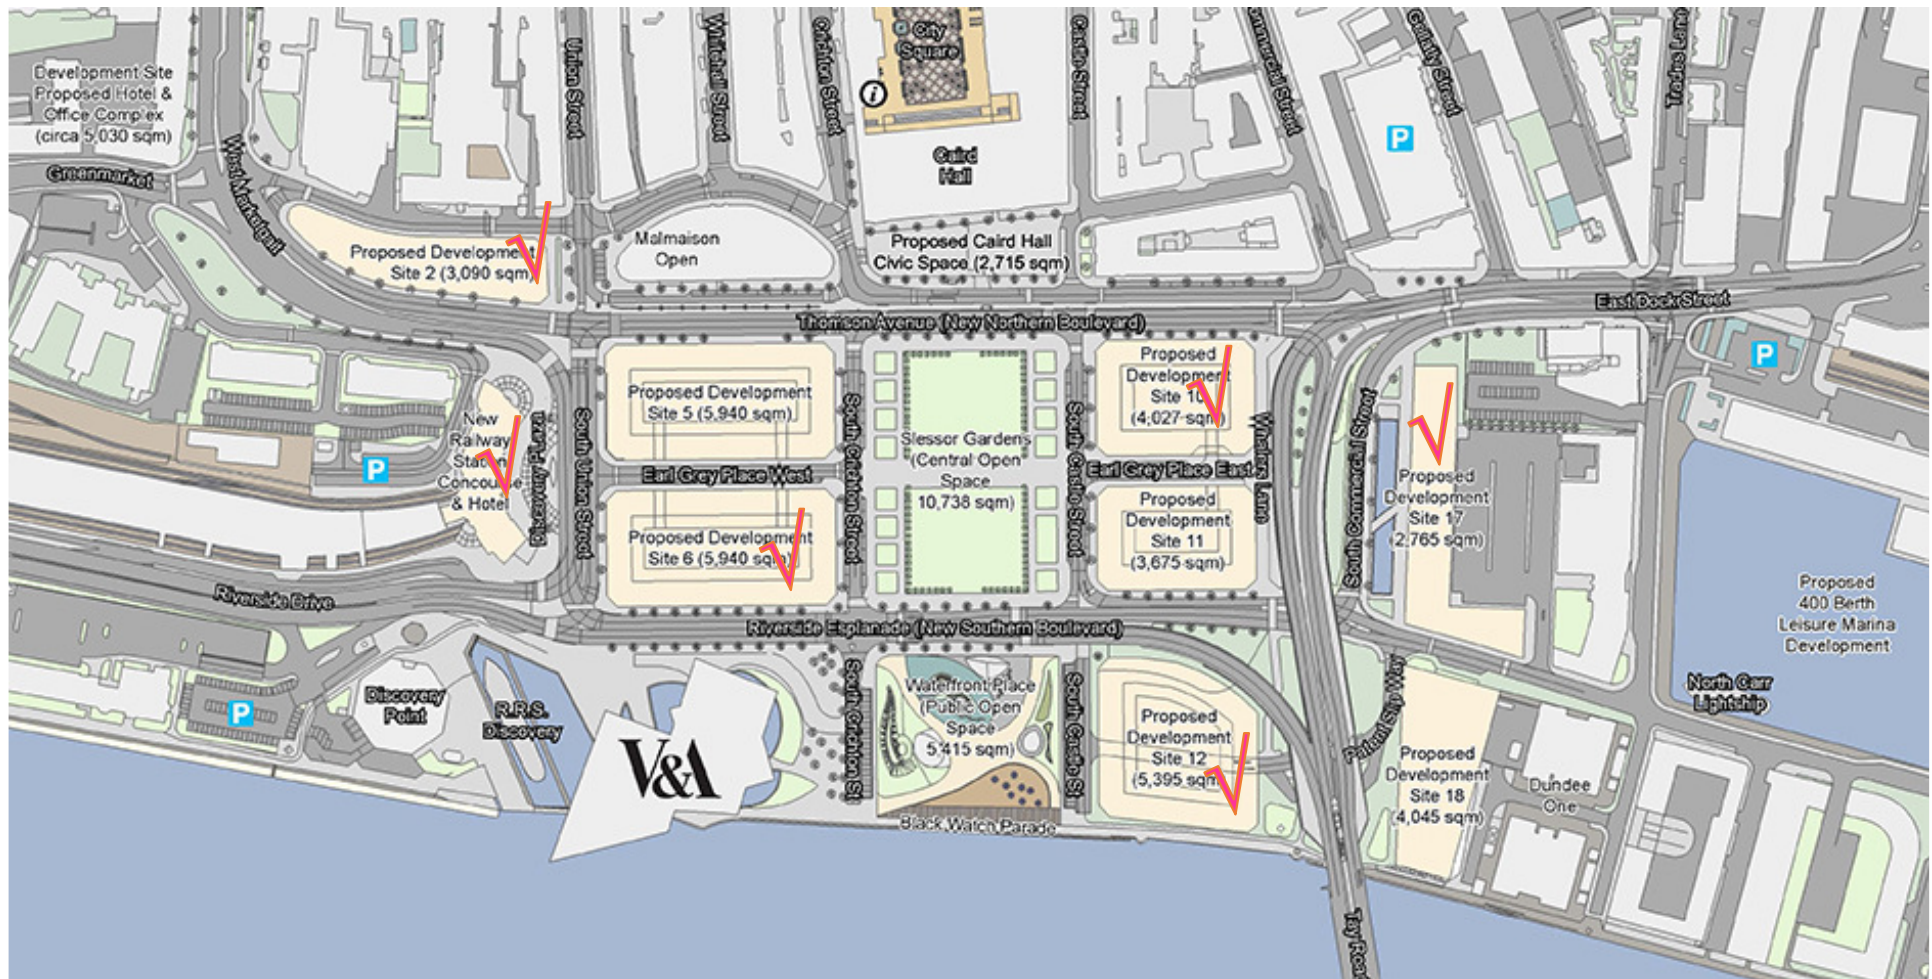 City
Square
Union Street
Whitehall Street
Crichton Street
Castle Street
Commercial Street
Gellatly Street
Trades Lane
Development Site
Proposed Hotel &
Office Complex
(circa 5,030 sqm)
Greenmarket
West Marketgait
i
P
Caird
Hall
Proposed Development
Site 2 (3,090 sqm)
Malmaison
Open
Proposed Caird Hall
Civic Space (2,715 sqm)
East Dock Street
Thomson Avenue (New Northern Boulevard)
P
Proposed Development
Site 5 (5,940 sqm)
Proposed
Development
Site 10
(4,027 sqm)
New
Railway
Station
Concourse
& Hotel
P
South Union Street
South Crichton Street
Slessor Gardens
(Central Open
Space
10,738 sqm)
South Castle Street
Whalers Lane
South Commercial Street
Earl Grey Place West
Earl Grey Place East
Proposed
Development
Site 17
(2,765 sqm)
Proposed Development
Site 6 (5,940 sqm)
Proposed
Development
Site 11
(3,675 sqm)
Proposed
400 Berth
Leisure Marina
Development
Riverside Drive
Riverside Esplanade (New Southern Boulevard)
North Carr
Lightship
P
Discovery
Point
R.R.S.
Discovery
V&A
South Crichton St
Waterfront Place
(Public Open
Space
5,415 sqm)
South Castle St
Proposed
Development
Site 12
(5,395 sqm)
Proposed
Development
Site 18
(4,045 sqm)
Dundee
One
Black Watch Parade
Tay Road